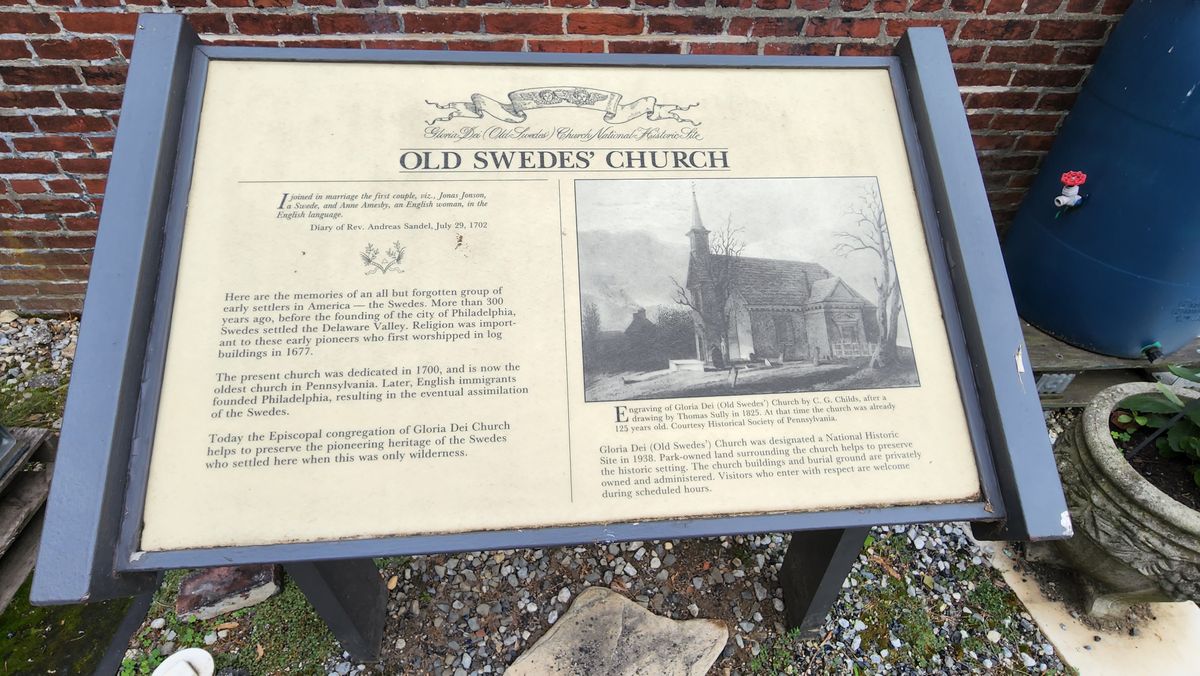 Gloria Dei (Old Swedes') Church National Historic Site
OLD SWEDES' CHURCH
I joined in marriage the first couple, viz., Jonas Jonson,
a Swede, and Anne Amesby, an English woman, in the
English language.
Diary of Rev. Andreas Sandel, July 29, 1702
Here are the memories of an all but forgotten group of
early settlers in America — the Swedes. More than 300
years ago, before the founding of the city of Philadelphia,
Swedes settled the Delaware Valley. Religion was import-
ant to these early pioneers who first worshipped in log
buildings in 1677.
The present church was dedicated in 1700, and is now the
oldest church in Pennsylvania. Later, English immigrants
founded Philadelphia, resulting in the eventual assimilation
of the Swedes.
Today the Episcopal congregation of Gloria Dei Church
helps to preserve the pioneering heritage of the Swedes
who settled here when this was only wilderness.
Engraving of Gloria Dei (Old Swedes') Church by C. G. Childs, after a
drawing by Thomas Sully in 1825. At that time the church was already
125 years old. Courtesy Historical Society of Pennsylvania.
Gloria Dei (Old Swedes') Church was designated a National Historic
Site in 1938. Park-owned land surrounding the church helps to preserve
the historic setting. The church buildings and burial ground are privately
owned and administered. Visitors who enter with respect are welcome
during scheduled hours.